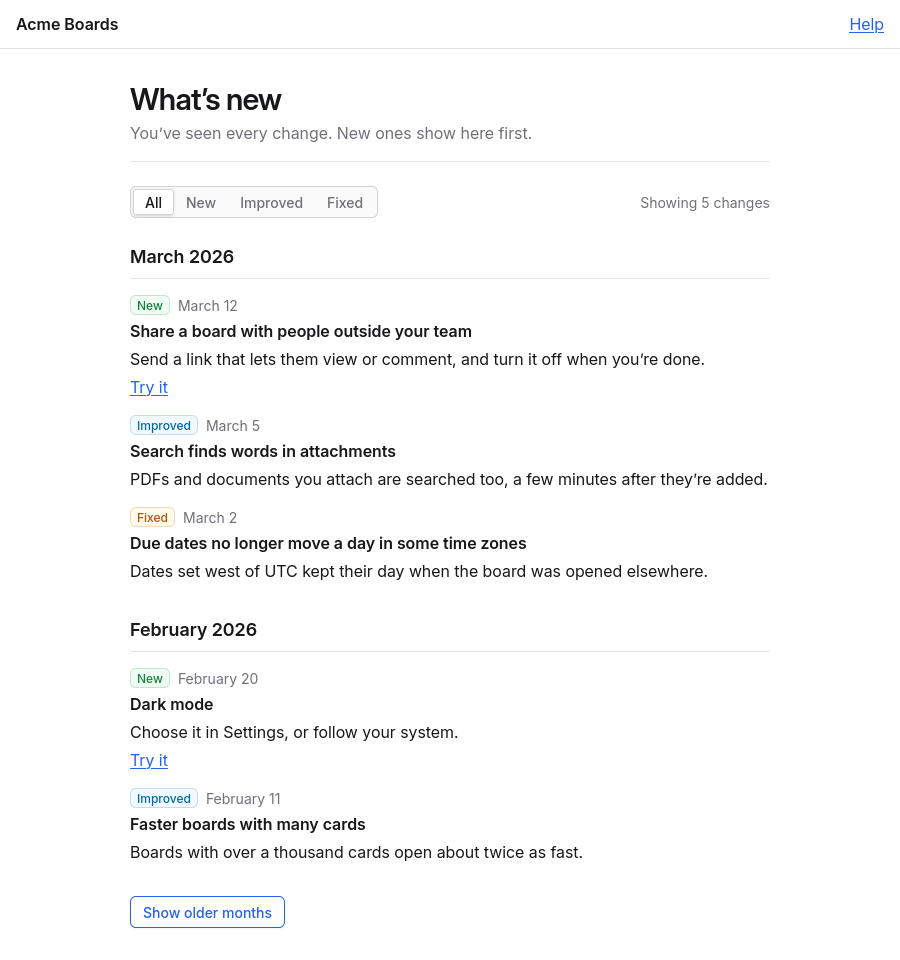 Acme Boards
Help
What’s new
You’ve seen every change. New ones show here first.
All New Improved Fixed
Showing 5 changes
March 2026
New March 12
Share a board with people outside your team
Send a link that lets them view or comment, and turn it off when you’re done.
Try it
Improved March 5
Search finds words in attachments
PDFs and documents you attach are searched too, a few minutes after they’re added.
Fixed March 2
Due dates no longer move a day in some time zones
Dates set west of UTC kept their day when the board was opened elsewhere.
February 2026
New February 20
Dark mode
Choose it in Settings, or follow your system.
Try it
Improved February 11
Faster boards with many cards
Boards with over a thousand cards open about twice as fast.
Show older months